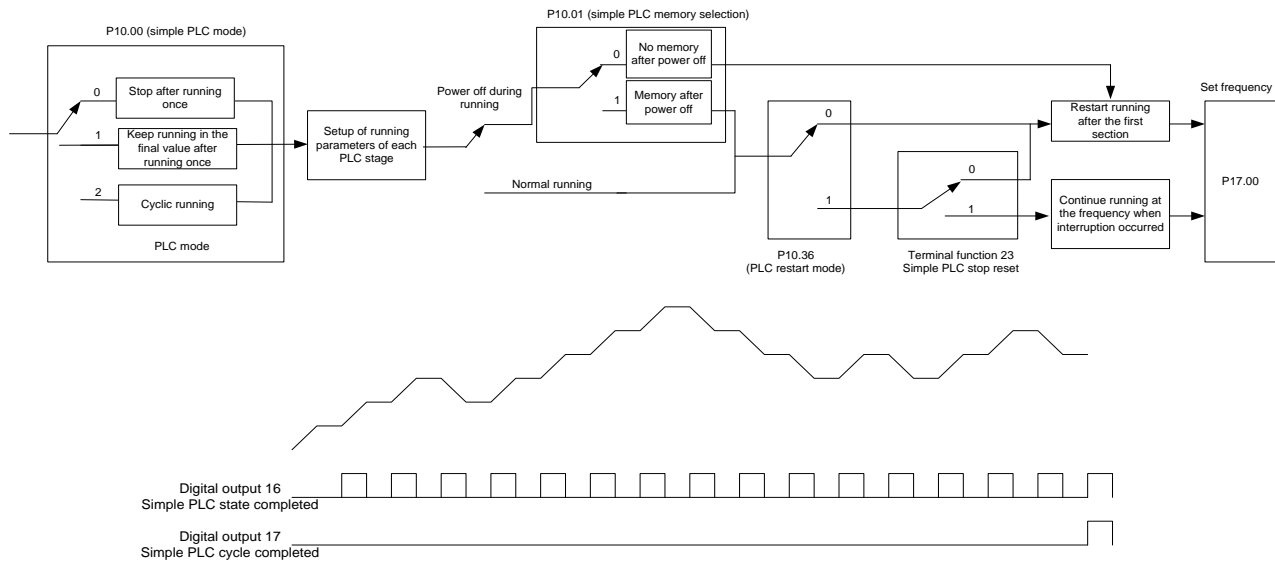 P10.00 (simple PLC mode)
0
Stop after running
once
1
Keep running in the
final value after
running once
2
Cyclic running
PLC mode
Setup of running
parameters of each
PLC stage
Power off during
running
Normal running
P10.01 (simple PLC memory selection)
0
No memory
after power off
1
Memory after
power off
0
1
P10.36
(PLC restart mode)
0
1
Terminal function 23
Simple PLC stop reset
Restart running
after the first
section
Continue running at
the frequency when
interruption occurred
Set frequency
P17.00
Digital output 16
Simple PLC state completed
Digital output 17
Simple PLC cycle completed